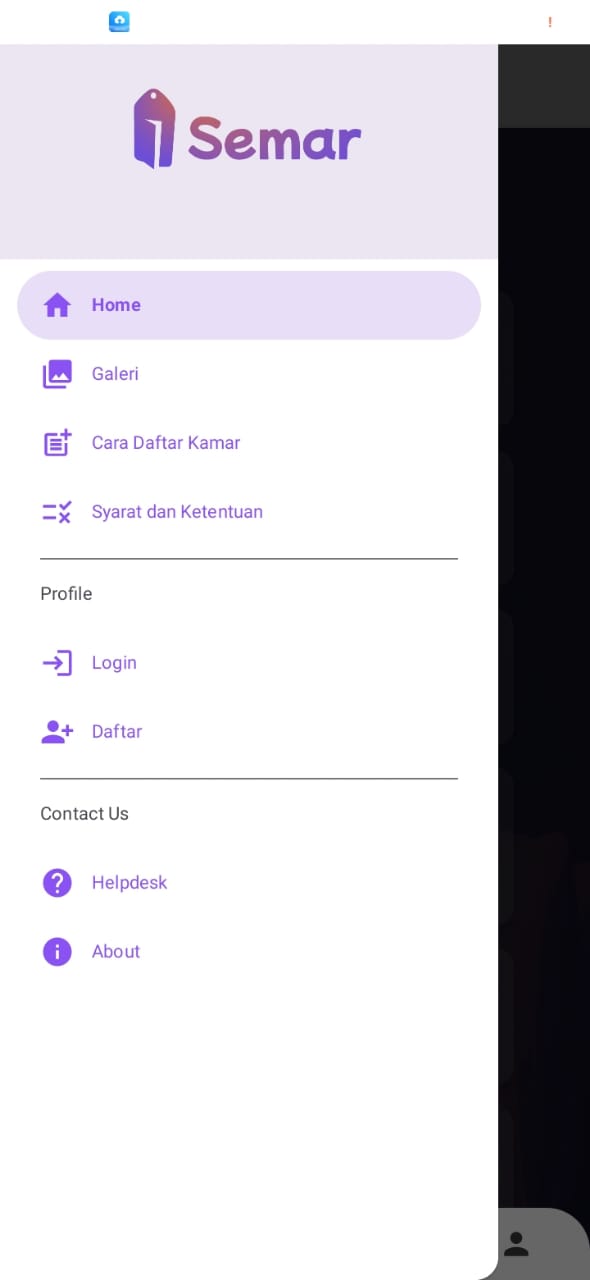 Semar
Home
Galeri
Cara Daftar Kamar
Syarat dan Ketentuan
Profile
Login
Daftar
Contact Us
Helpdesk
About